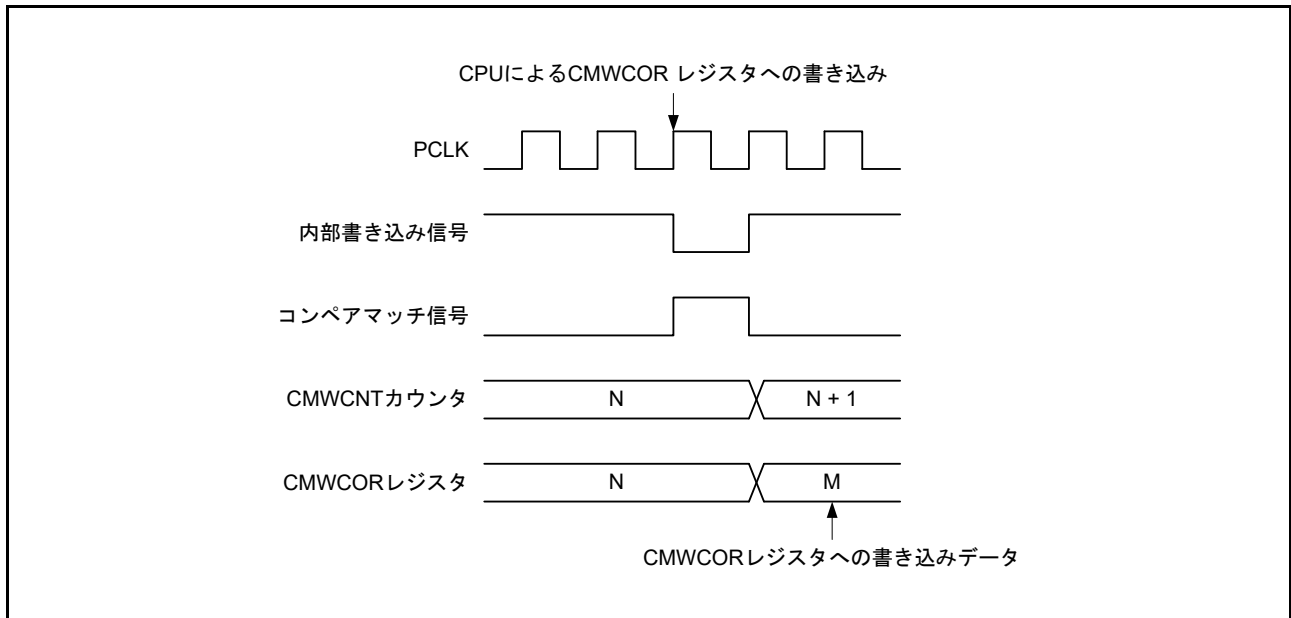 CPUによるCMWCOR レジスタへの書き込み
PCLK
内部書き込み信号
コンペアマッチ信号
CMWCNTカウンタ
N
N + 1
CMWCORレジスタ
N
M
CMWCORレジスタへの書き込みデータ